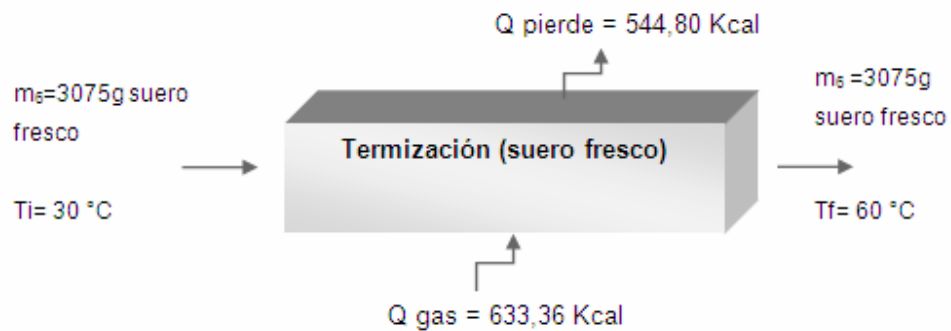 Q pierde = 544,80 Kcal
m₆=3075g suero
fresco
Ti= 30 °C
Termización (suero fresco)
m₆ =3075g
suero fresco
Tf= 60 °C
Q gas = 633,36 Kcal